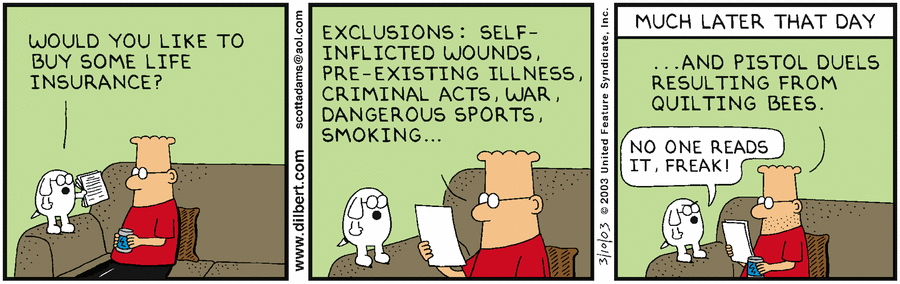 WOULD YOU LIKE TO
BUY SOME LIFE
INSURANCE?
www.dilbert.com
scottadams@aol.com
EXCLUSIONS: SELF-
INFLICTED WOUNDS,
PRE-EXISTING ILLNESS,
CRIMINAL ACTS, WAR,
DANGEROUS SPORTS,
SMOKING...
3/10/03 © 2003 United Feature Syndicate, Inc.
MUCH LATER THAT DAY
...AND PISTOL DUELS
RESULTING FROM
QUILTING BEES.
NO ONE READS
IT, FREAK!